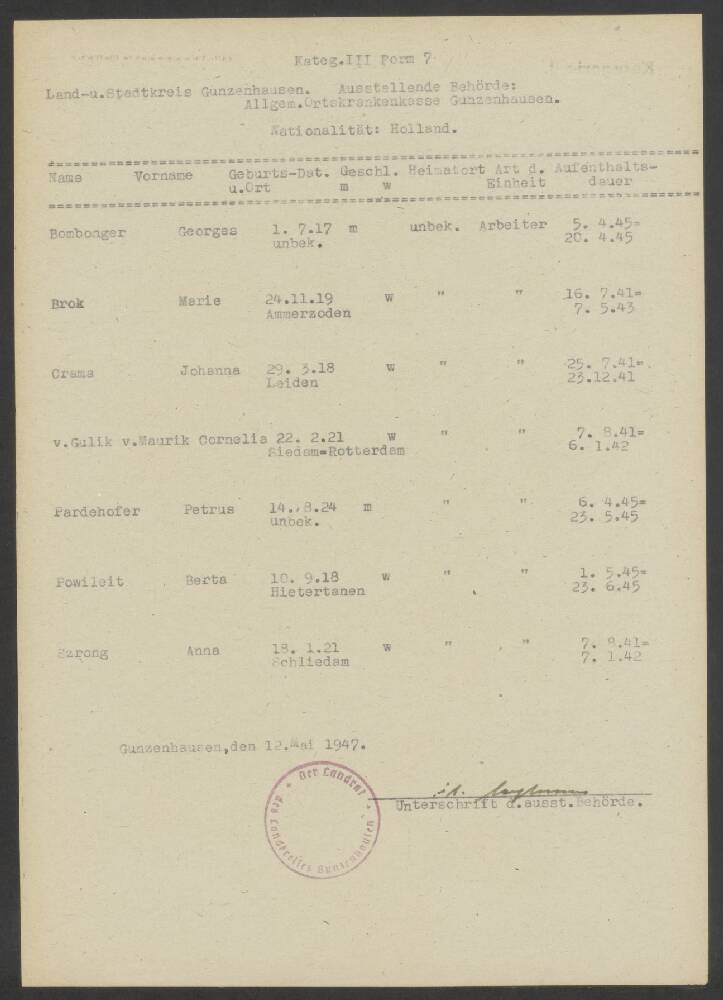 Kateg.III Form 7
Land-u.Stadtkreis Gunzenhausen. Ausstellende Behörde:
Allgem.Ortskrankenkasse Gunzenhausen.
Nationalität: Holland.
Name Vorname Geburts-Dat. Geschl. Heimatort Art d. Aufenthalts-
u.Ort m w Einheit dauer
Bombonger Georges 1. 7.17 m unbek. Arbeiter 5. 4.45=
unbek. 20. 4.45
Brok Marie 24.11.19 w " " 16. 7.41=
Ammerzoden 7. 5.43
Crama Johanna 29. 3.18 w " " 25. 7.41=
Leiden 23.12.41
v.Gulik v.Maurik Cornelia 22. 2.21 w " " 7. 8.41=
Siedam=Rotterdam 6. 1.42
Pardehofer Petrus 14. 8.24 m " " 6. 4.45=
unbek. 23. 5.45
Powileit Berta 10. 9.18 w " " 1. 5.45=
Hietertanen 23. 6.45
Szrong Anna 18. 1.21 w " " 7. 8.41=
Schliedam 7. 1.42
Gunzenhausen,den 12.Mai 1947.
Der Landrat
des Landkreises Gunzenhausen
Unterschrift d.ausst.Behörde.